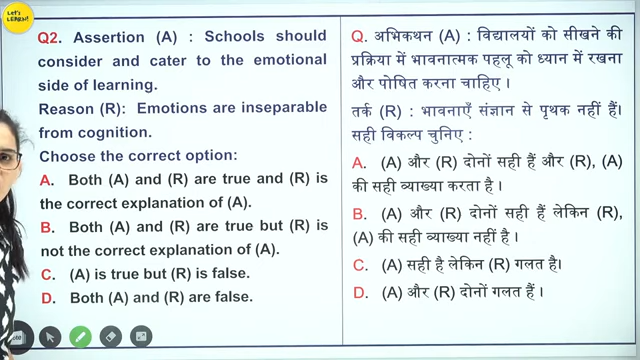 Let's
LEARN!
Q2. Assertion (A) : Schools should
consider and cater to the emotional
side of learning.
Reason (R): Emotions are inseparable
from cognition.
Choose the correct option:
A. Both (A) and (R) are true and (R) is
the correct explanation of (A).
B. Both (A) and (R) are true but (R) is
not the correct explanation of (A).
C. (A) is true but (R) is false.
D. Both (A) and (R) are false.
Q. अभिकथन (A) : विद्यालयों को सीखने की
प्रक्रिया में भावनात्मक पहलू को ध्यान में रखना
और पोषित करना चाहिए ।
तर्क (R) : भावनाएँ संज्ञान से पृथक नहीं हैं।
सही विकल्प चुनिए :
A. (A) और (R) दोनों सही हैं और (R), (A)
की सही व्याख्या करता है ।
B. (A) और (R) दोनों सही हैं लेकिन (R),
(A) की सही व्याख्या नहीं है ।
C. (A) सही है लेकिन (R) गलत है।
D. (A) और (R) दोनों गलत हैं ।